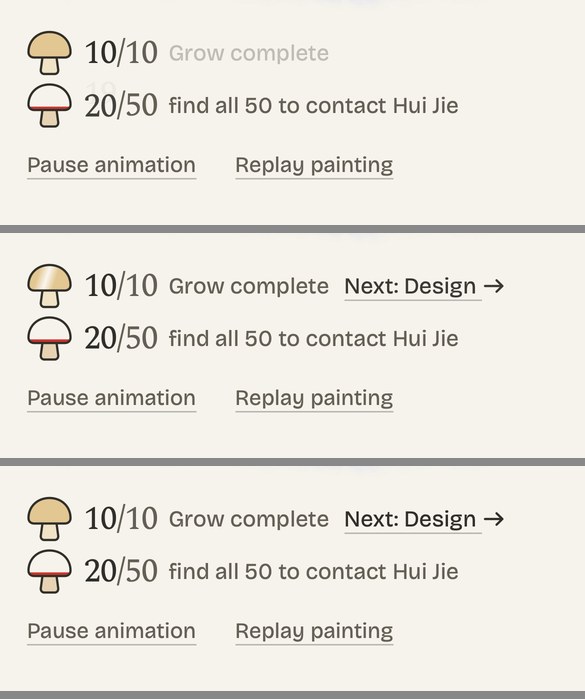 10/10 Grow complete
20/50 find all 50 to contact Hui Jie
Pause animation Replay painting
10/10 Grow complete Next: Design →
20/50 find all 50 to contact Hui Jie
Pause animation Replay painting
10/10 Grow complete Next: Design →
20/50 find all 50 to contact Hui Jie
Pause animation Replay painting